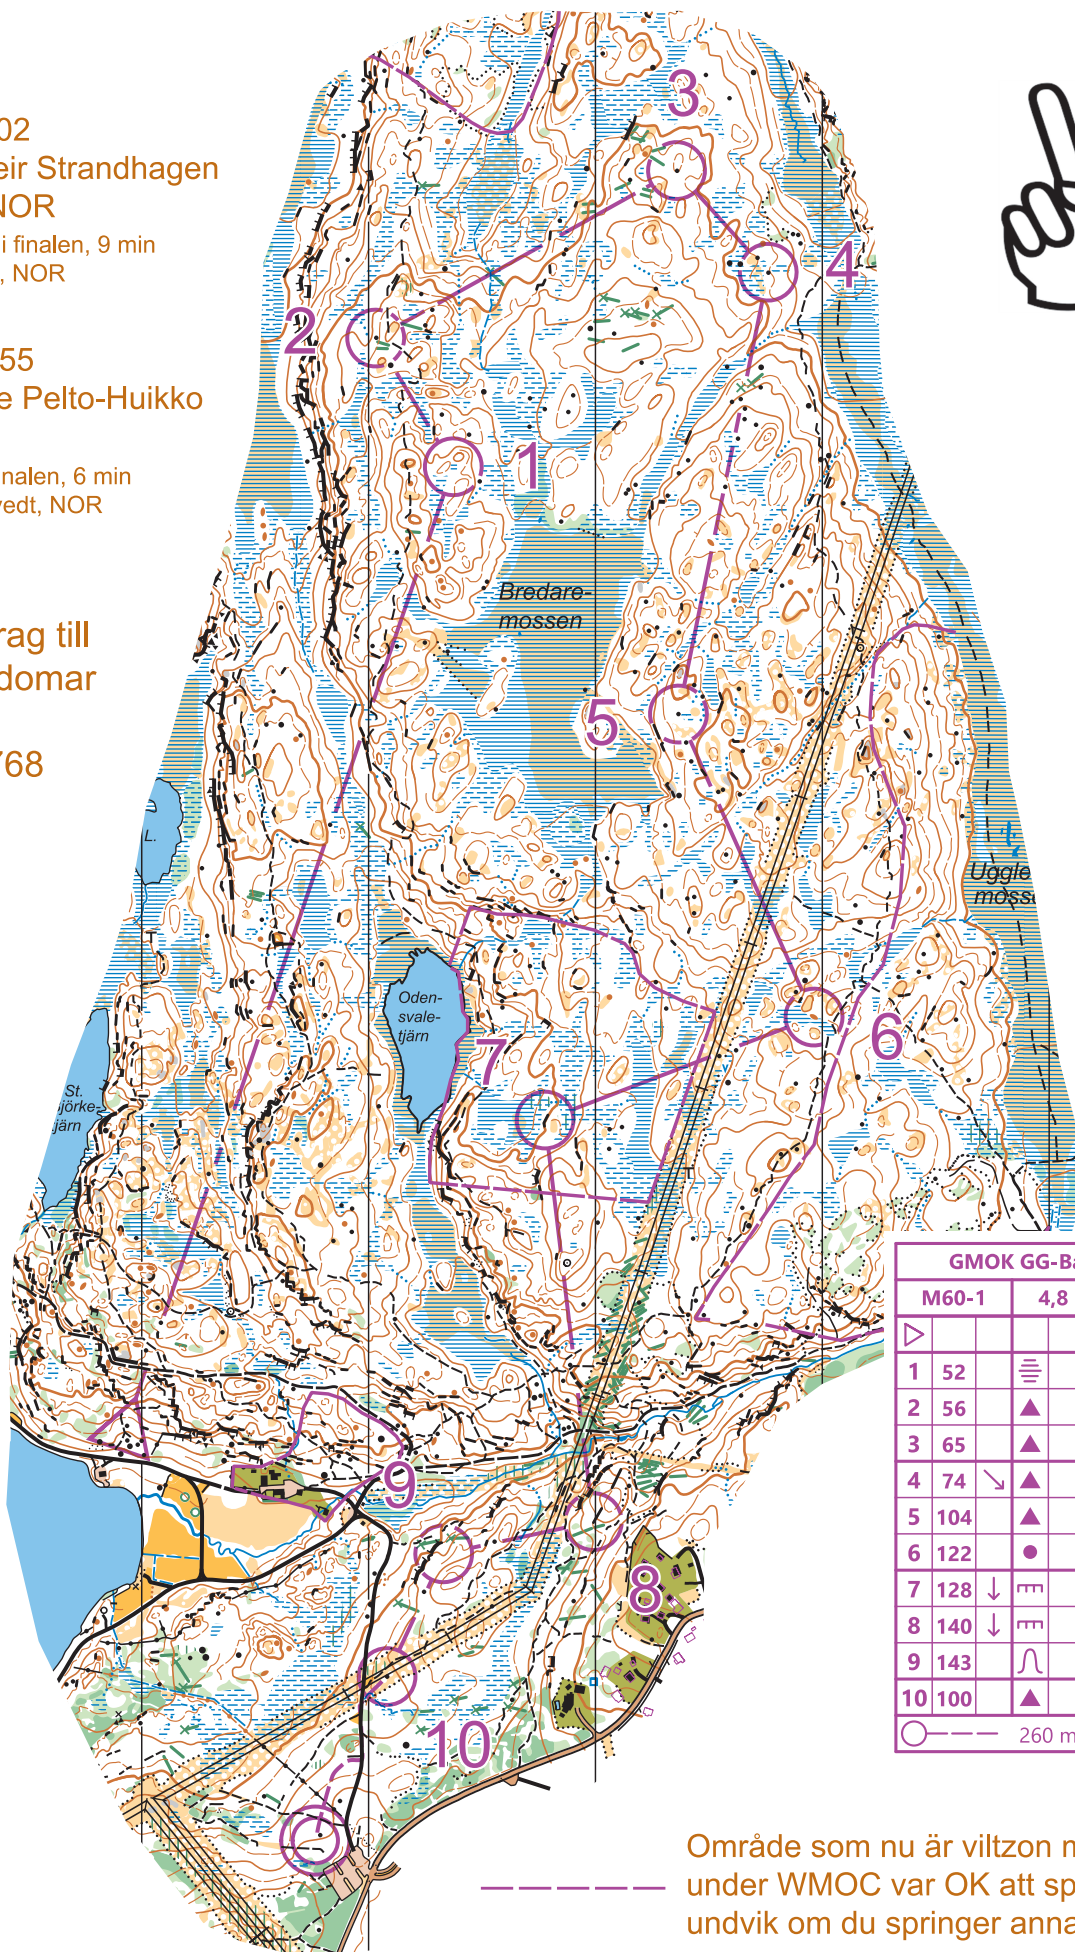 02
eir Strandhagen
NOR
i finalen, 9 min
, NOR
55
e Pelto-Huikko
nalen, 6 min
vedt, NOR
rag till
domar
768
3
4
2
1
Bredare-
mossen
5
L.
Uggle
moss
Oden-
svale-
tjärn
7
6
St.
jörke-
järn
9
8
10
GMOK GG-Ba
M60-1 4,8
1 52
2 56
3 65
4 74
5 104
6 122
7 128
8 140
9 143
10 100
260 m
Område som nu är viltzon m
under WMOC var OK att sp
undvik om du springer anna